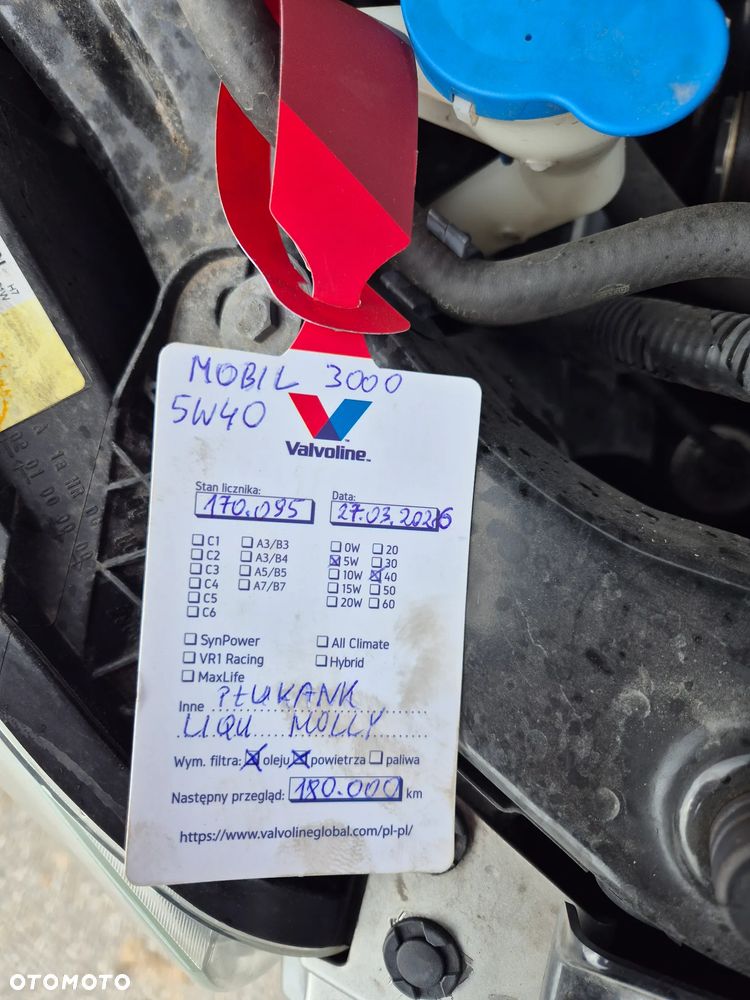 MOBIL 3000
5W40
Valvoline™
Stan licznika: Data:
170.095 27.03.2026
☐ C1 ☐ A3/B3 ☐ 0W ☐ 20
☐ C2 ☐ A3/B4 ☒ 5W ☐ 30
☐ C3 ☐ A5/B5 ☐ 10W ☒ 40
☐ C4 ☐ A7/B7 ☐ 15W ☐ 50
☐ C5 ☐ 20W ☐ 60
☐ C6
☐ SynPower ☐ All Climate
☐ VR1 Racing ☐ Hybrid
☐ MaxLife
Inne PŁUKANK
LIQUI MOLLY
Wym. filtra: ☒ oleju ☒ powietrza ☐ paliwa
Następny przegląd: 180.000 km
https://www.valvolineglobal.com/pl-pl/
H7
OTOMOTO